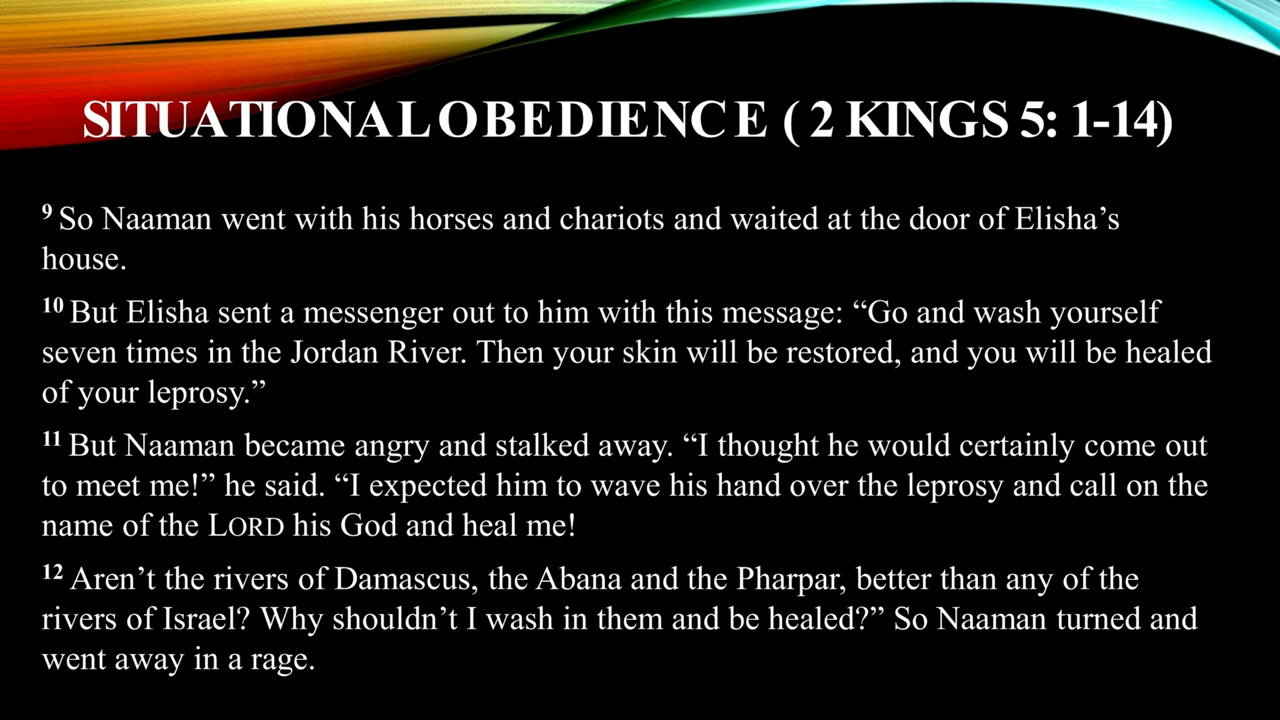 SITUATIONAL OBEDIENCE ( 2 KINGS 5: 1-14)
9 So Naaman went with his horses and chariots and waited at the door of Elisha’s
house.
10 But Elisha sent a messenger out to him with this message: “Go and wash yourself
seven times in the Jordan River. Then your skin will be restored, and you will be healed
of your leprosy.”
11 But Naaman became angry and stalked away. “I thought he would certainly come out
to meet me!” he said. “I expected him to wave his hand over the leprosy and call on the
name of the LORD his God and heal me!
12 Aren’t the rivers of Damascus, the Abana and the Pharpar, better than any of the
rivers of Israel? Why shouldn’t I wash in them and be healed?” So Naaman turned and
went away in a rage.